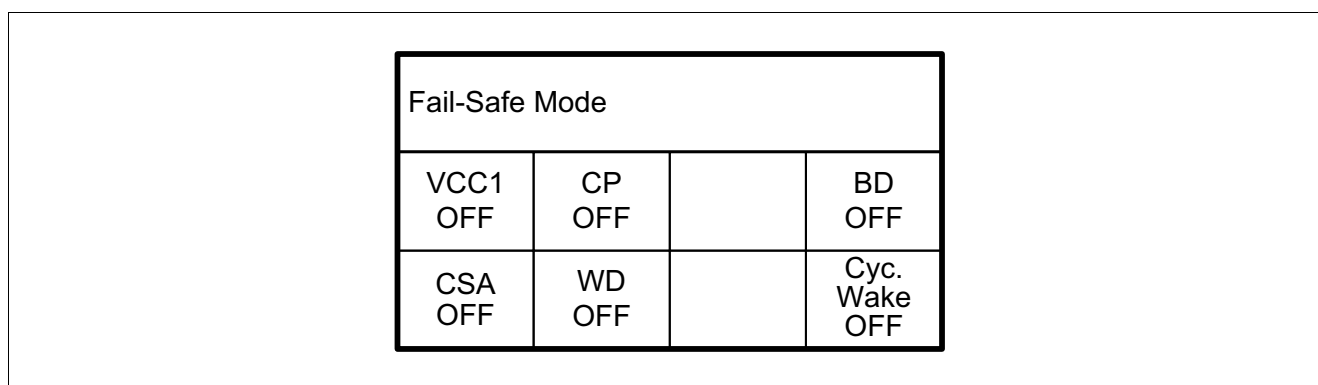 Fail-Safe Mode
VCC1
OFF
CP
OFF
BD
OFF
CSA
OFF
WD
OFF
Cyc.
Wake
OFF